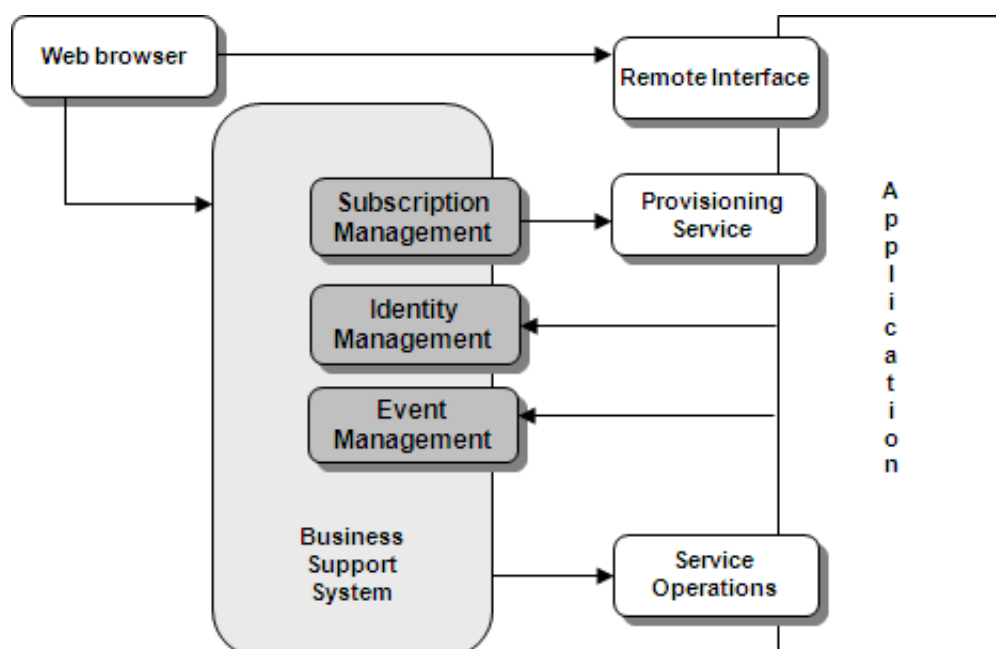 Web browser
Remote Interface
Subscription
Management
Provisioning
Service
Identity
Management
Event
Management
Business
Support
System
Service
Operations
A
p
p
l
i
c
a
t
i
o
n